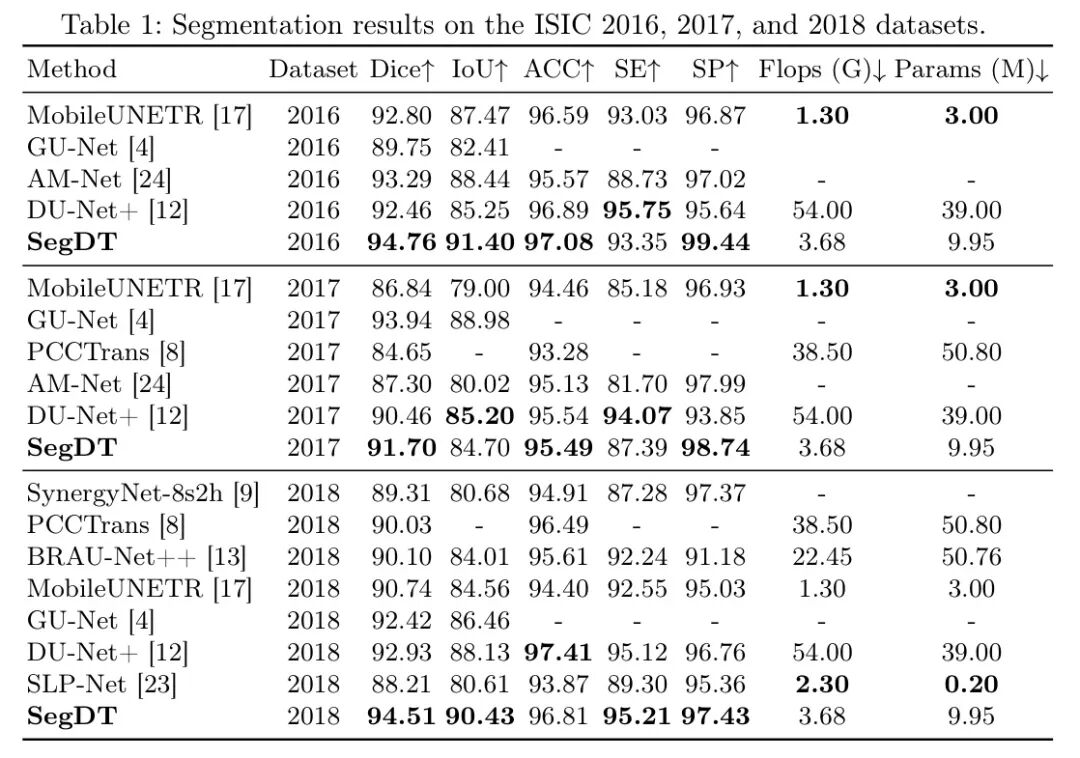 Table 1: Segmentation results on the ISIC 2016, 2017, and 2018 datasets.
Method Dataset Dice↑ IoU↑ ACC↑ SE↑ SP↑ Flops (G)↓ Params (M)↓
MobileUNETR [17] 2016 92.80 87.47 96.59 93.03 96.87 1.30 3.00
GU-Net [4] 2016 89.75 82.41 - - -
AM-Net [24] 2016 93.29 88.44 95.57 88.73 97.02 - -
DU-Net+ [12] 2016 92.46 85.25 96.89 95.75 95.64 54.00 39.00
SegDT 2016 94.76 91.40 97.08 93.35 99.44 3.68 9.95
MobileUNETR [17] 2017 86.84 79.00 94.46 85.18 96.93 1.30 3.00
GU-Net [4] 2017 93.94 88.98 - - - - -
PCCTrans [8] 2017 84.65 - 93.28 - - 38.50 50.80
AM-Net [24] 2017 87.30 80.02 95.13 81.70 97.99 - -
DU-Net+ [12] 2017 90.46 85.20 95.54 94.07 93.85 54.00 39.00
SegDT 2017 91.70 84.70 95.49 87.39 98.74 3.68 9.95
SynergyNet-8s2h [9] 2018 89.31 80.68 94.91 87.28 97.37 - -
PCCTrans [8] 2018 90.03 - 96.49 - - 38.50 50.80
BRAU-Net++ [13] 2018 90.10 84.01 95.61 92.24 91.18 22.45 50.76
MobileUNETR [17] 2018 90.74 84.56 94.40 92.55 95.03 1.30 3.00
GU-Net [4] 2018 92.42 86.46 - - - - -
DU-Net+ [12] 2018 92.93 88.13 97.41 95.12 96.76 54.00 39.00
SLP-Net [23] 2018 88.21 80.61 93.87 89.30 95.36 2.30 0.20
SegDT 2018 94.51 90.43 96.81 95.21 97.43 3.68 9.95